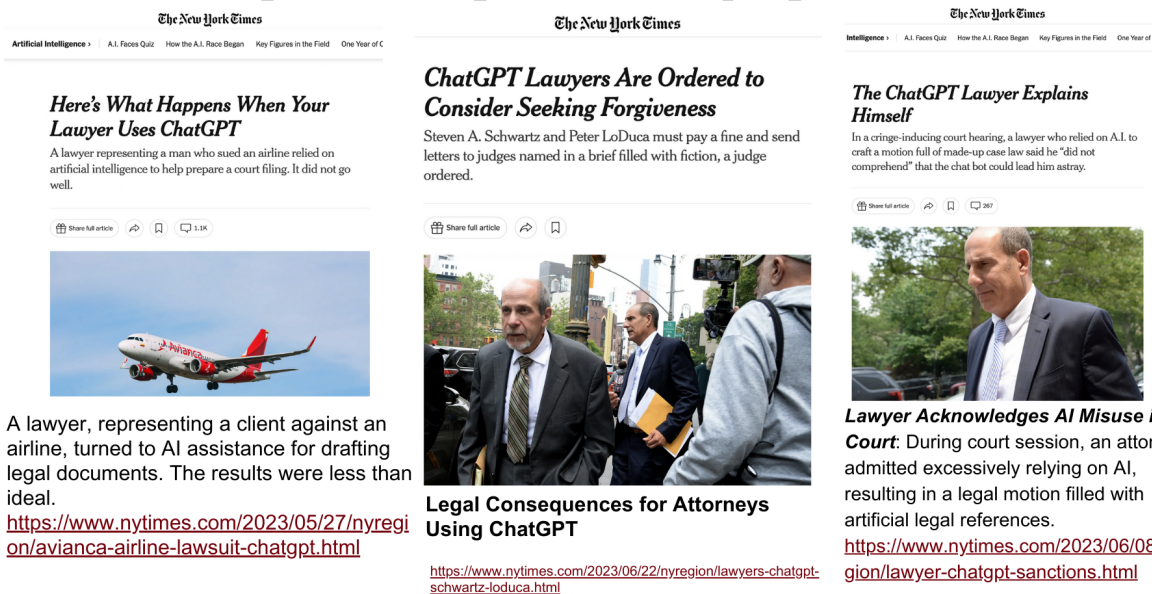 The New York Times
Artificial Intelligence ›
A.I. Faces Quiz
How the A.I. Race Began
Key Figures in the Field
One Year of C
Here's What Happens When Your
Lawyer Uses ChatGPT
A lawyer representing a man who sued an airline relied on
artificial intelligence to help prepare a court filing. It did not go
well.
Share full article
1.1K
Avianca
A lawyer, representing a client against an
airline, turned to AI assistance for drafting
legal documents. The results were less than
ideal.
https://www.nytimes.com/2023/05/27/nyregi
on/avianca-airline-lawsuit-chatgpt.html
The New York Times
ChatGPT Lawyers Are Ordered to
Consider Seeking Forgiveness
Steven A. Schwartz and Peter LoDuca must pay a fine and send
letters to judges named in a brief filled with fiction, a judge
ordered.
Share full article
Legal Consequences for Attorneys
Using ChatGPT
https://www.nytimes.com/2023/06/22/nyregion/lawyers-chatgpt-
schwartz-loduca.html
The New York Times
Intelligence ›
A.I. Faces Quiz
How the A.I. Race Began
Key Figures in the Field
One Year of
The ChatGPT Lawyer Explains
Himself
In a cringe-inducing court hearing, a lawyer who relied on A.I. to
craft a motion full of made-up case law said he "did not
comprehend" that the chat bot could lead him astray.
Share full article
267
Lawyer Acknowledges AI Misuse i
Court: During court session, an attor
admitted excessively relying on AI,
resulting in a legal motion filled with
artificial legal references.
https://www.nytimes.com/2023/06/08
gion/lawyer-chatgpt-sanctions.html